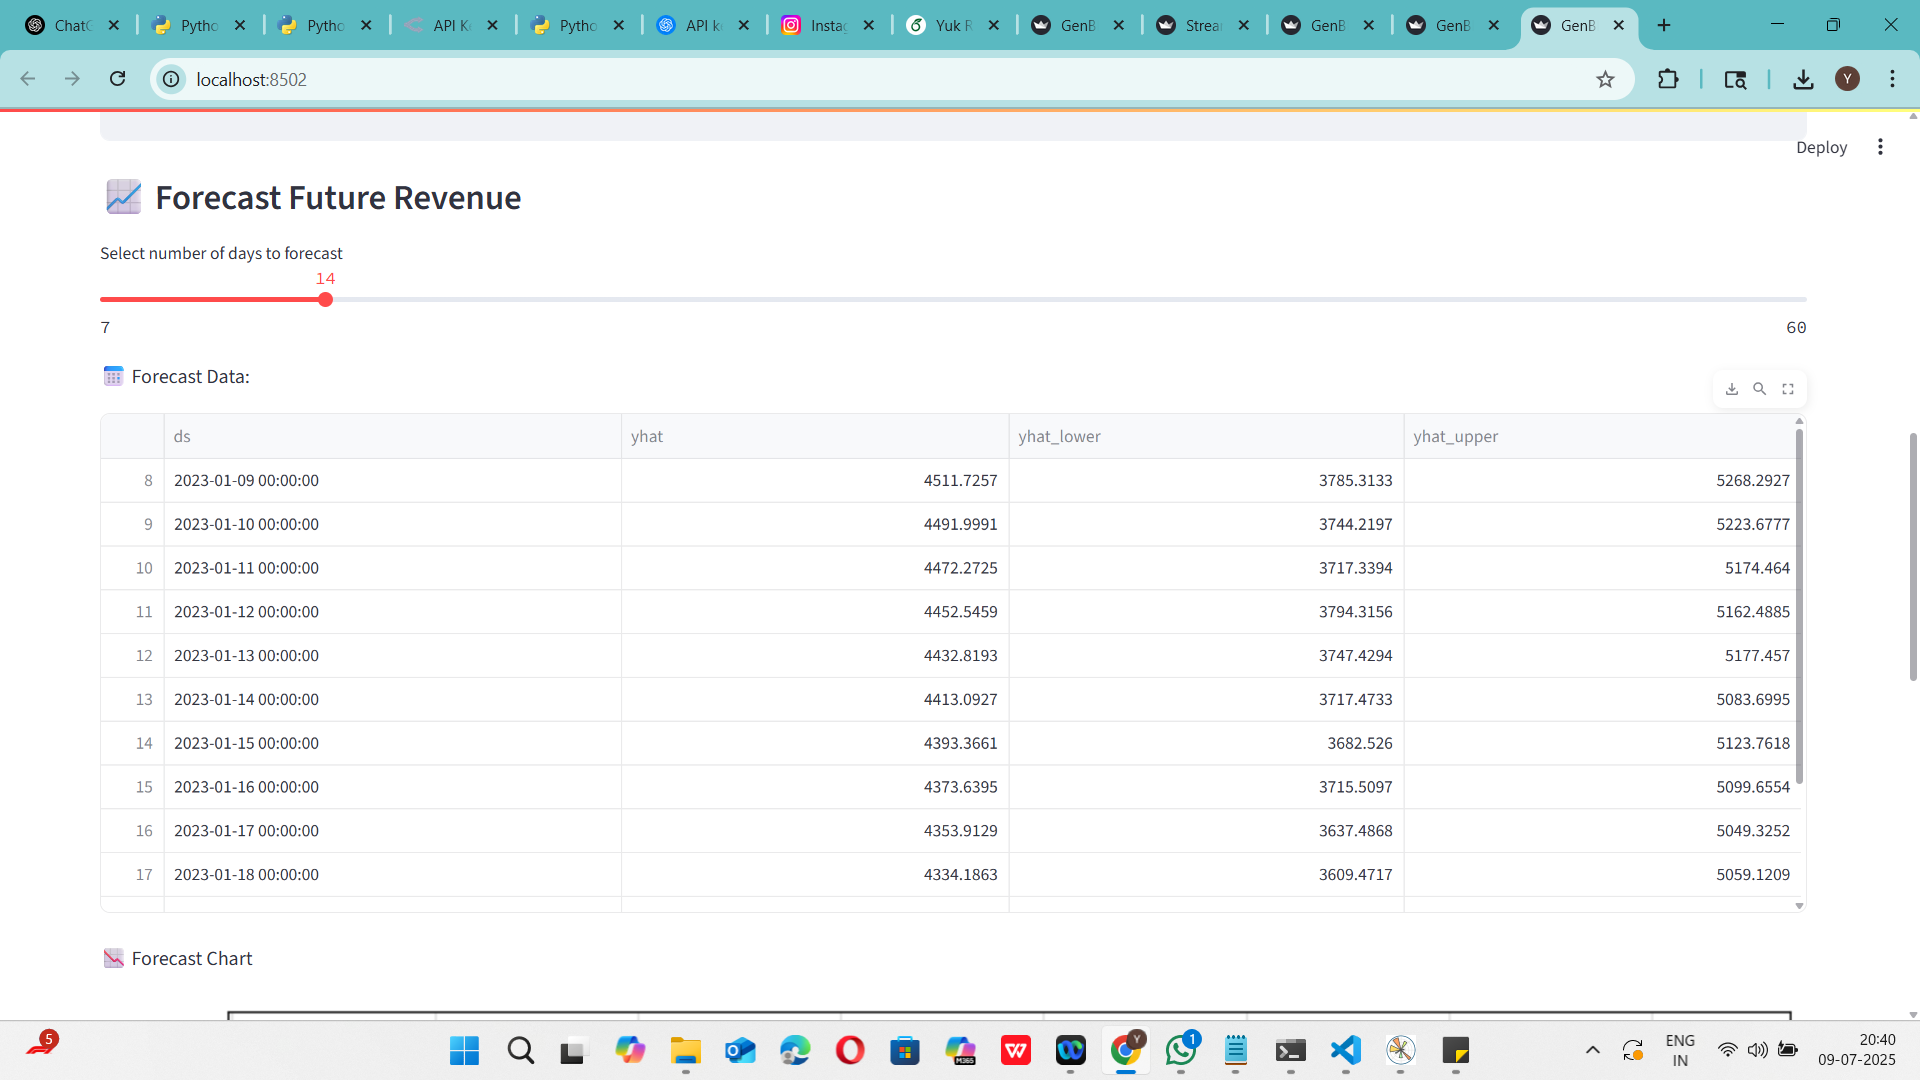 ChatG Pytho Pytho API Ke Pytho API ke Instag Yuk R GenB Strea GenB GenB GenB
localhost:8502
Y
Deploy
Forecast Future Revenue
Select number of days to forecast
14
7 60
Forecast Data:
ds yhat yhat_lower yhat_upper
8 2023-01-09 00:00:00 4511.7257 3785.3133 5268.2927
9 2023-01-10 00:00:00 4491.9991 3744.2197 5223.6777
10 2023-01-11 00:00:00 4472.2725 3717.3394 5174.464
11 2023-01-12 00:00:00 4452.5459 3794.3156 5162.4885
12 2023-01-13 00:00:00 4432.8193 3747.4294 5177.457
13 2023-01-14 00:00:00 4413.0927 3717.4733 5083.6995
14 2023-01-15 00:00:00 4393.3661 3682.526 5123.7618
15 2023-01-16 00:00:00 4373.6395 3715.5097 5099.6554
16 2023-01-17 00:00:00 4353.9129 3637.4868 5049.3252
17 2023-01-18 00:00:00 4334.1863 3609.4717 5059.1209
Forecast Chart
5 M365 Y 1 ENG 20:40
IN 09-07-2025